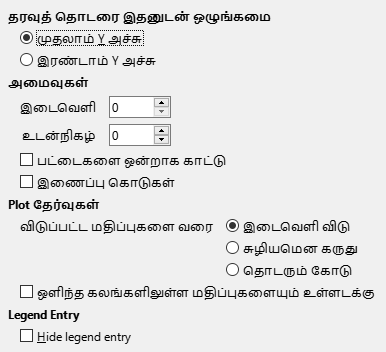 தரவுத் தொடரை இதனுடன் ஒழுங்கமை
முதலாம் Y அச்சு
இரண்டாம் Y அச்சு
அமைவுகள்
இடைவெளி 0
உடன்நிகழ் 0
பட்டைகளை ஒன்றாக காட்டு
இணைப்பு கொடுகள்
Plot தேர்வுகள்
விடுப்பட்ட மதிப்புகளை வரை இடைவெளி விடு
சுழியமென கருது
தொடரும் கோடு
ஒளிந்த கலங்களிலுள்ள மதிப்புகளையும் உள்ளடக்கு
Legend Entry
Hide legend entry